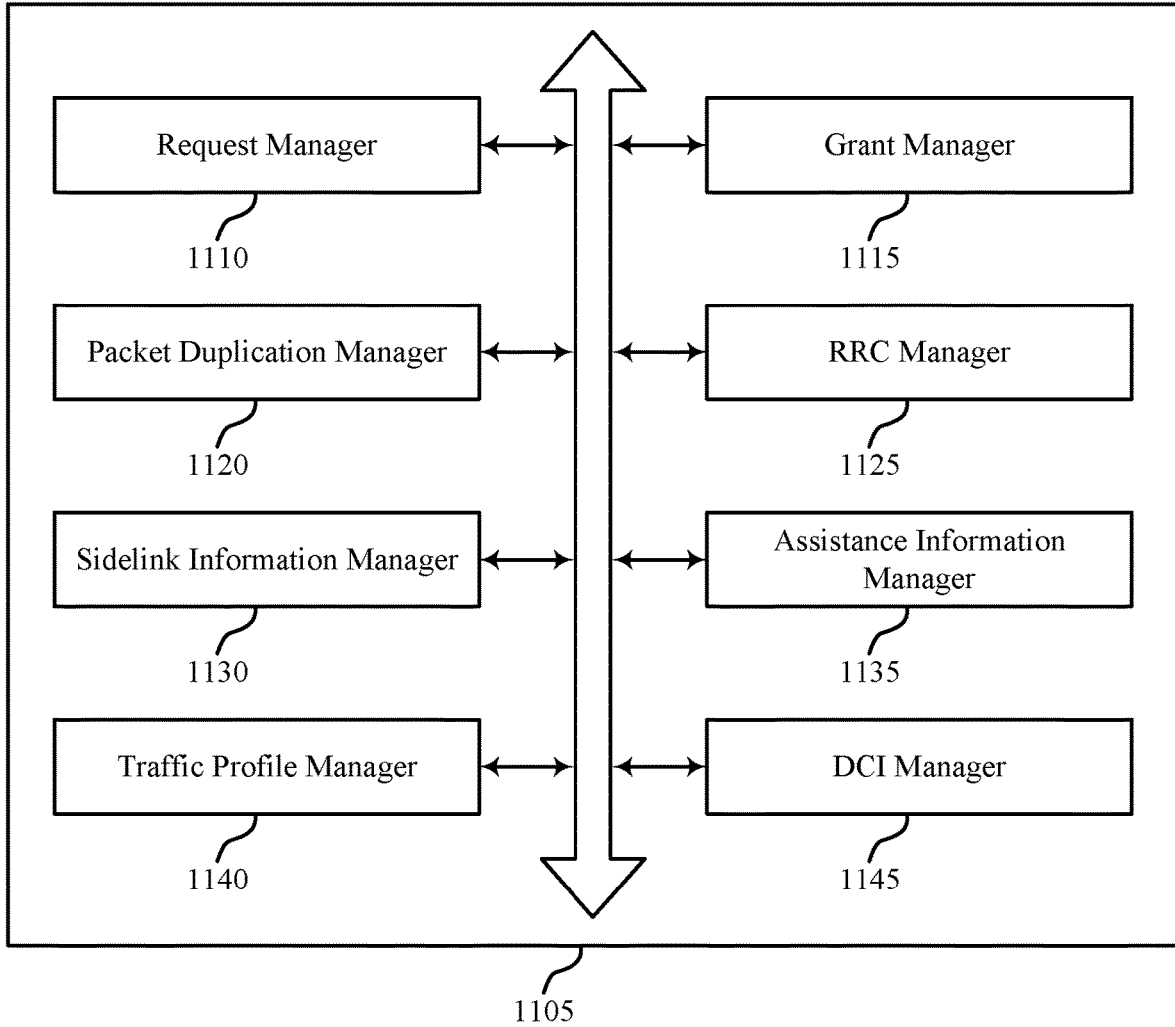 Request Manager
Grant Manager
1110
1115
Packet Duplication Manager
RRC Manager
1120
1125
Sidelink Information Manager
Assistance Information
Manager
1130
1135
Traffic Profile Manager
DCI Manager
1140
1145
1105